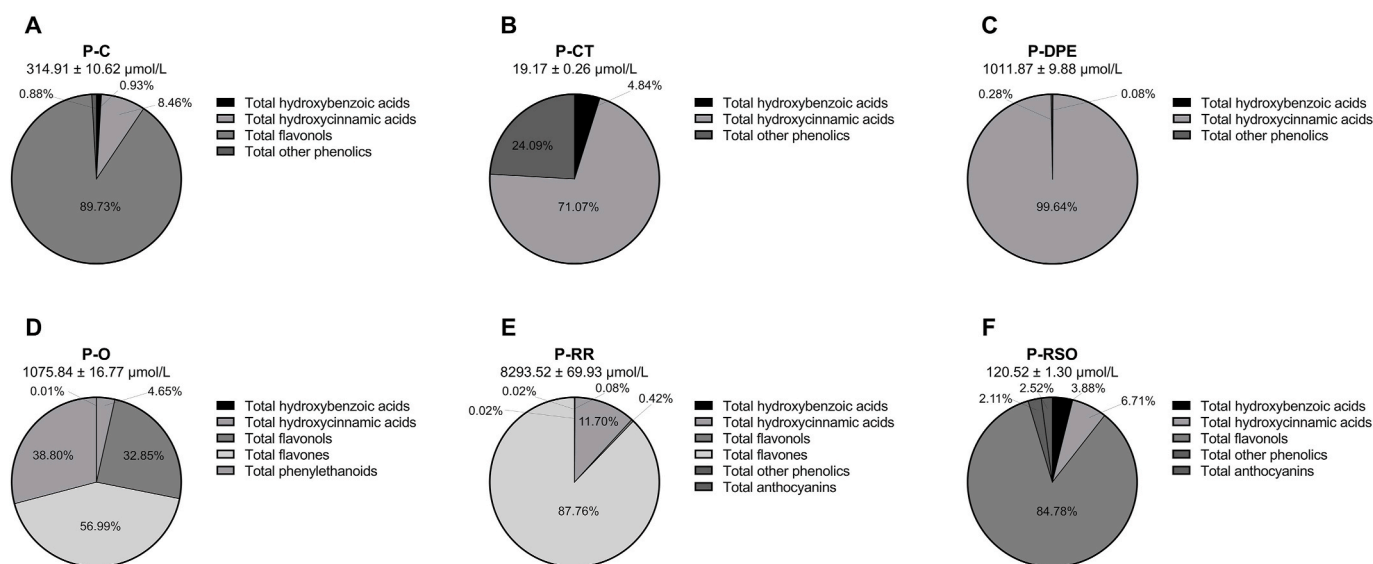 A
P-C
314.91 ± 10.62 µmol/L
0.88%
0.93%
8.46%
89.73%
Total hydroxybenzoic acids
Total hydroxycinnamic acids
Total flavonols
Total other phenolics
B
P-CT
19.17 ± 0.26 µmol/L
4.84%
24.09%
71.07%
Total hydroxybenzoic acids
Total hydroxycinnamic acids
Total other phenolics
C
P-DPE
1011.87 ± 9.88 µmol/L
0.28%
0.08%
99.64%
Total hydroxybenzoic acids
Total hydroxycinnamic acids
Total other phenolics
D
P-O
1075.84 ± 16.77 µmol/L
0.01%
4.65%
38.80%
32.85%
56.99%
Total hydroxybenzoic acids
Total hydroxycinnamic acids
Total flavonols
Total flavones
Total phenylethanoids
E
P-RR
8293.52 ± 69.93 µmol/L
0.02%
0.08%
0.02%
0.42%
11.70%
87.76%
Total hydroxybenzoic acids
Total hydroxycinnamic acids
Total flavonols
Total flavones
Total other phenolics
Total anthocyanins
F
P-RSO
120.52 ± 1.30 µmol/L
2.52%
3.88%
2.11%
6.71%
84.78%
Total hydroxybenzoic acids
Total hydroxycinnamic acids
Total flavonols
Total other phenolics
Total anthocyanins